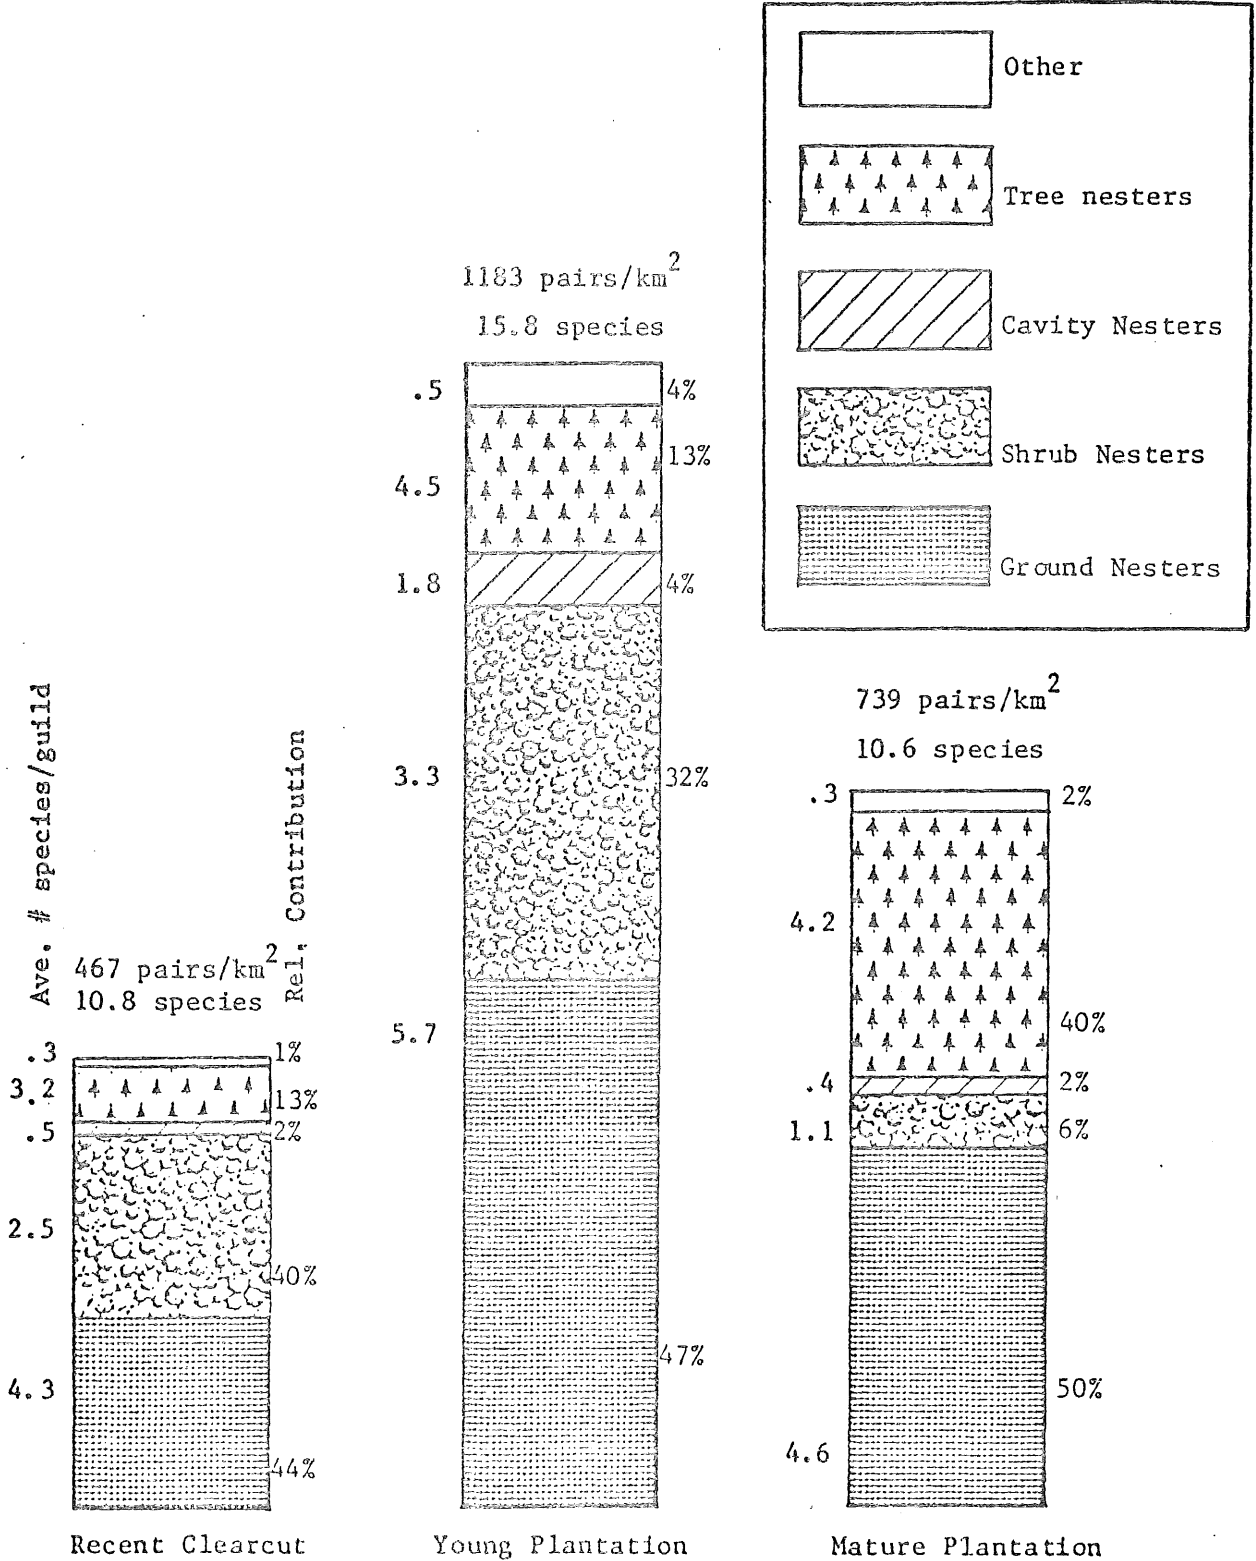 Other
Tree nesters
Cavity Nesters
Shrub Nesters
Ground Nesters
Ave. # species/guild
Rel. Contribution
467 pairs/km2
10.8 species
.3
1%
3.2
13%
.5
2%
2.5
40%
4.3
44%
Recent Clearcut
1183 pairs/km2
15.8 species
.5
4%
4.5
13%
1.8
4%
3.3
32%
5.7
47%
Young Plantation
739 pairs/km2
10.6 species
.3
2%
4.2
40%
.4
2%
1.1
6%
4.6
50%
Mature Plantation